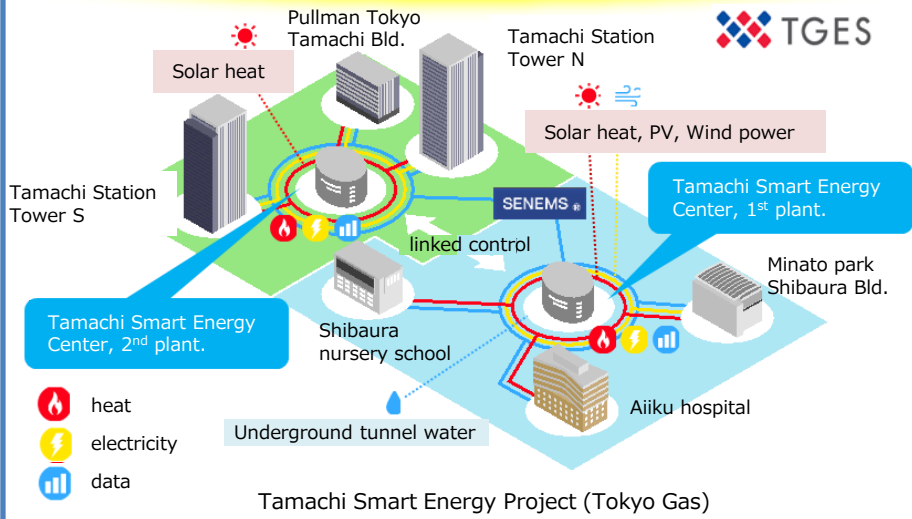 Pullman Tokyo
Tamachi Bld.
Tamachi Station
Tower N
TGES
Solar heat
Solar heat, PV, Wind power
Tamachi Station
Tower S
SENEMS
Tamachi Smart Energy
Center, 1st plant.
linked control
Minato park
Shibaura Bld.
Tamachi Smart Energy
Center, 2nd plant.
Shibaura
nursery school
heat
Aiiku hospital
Underground tunnel water
electricity
data
Tamachi Smart Energy Project (Tokyo Gas)